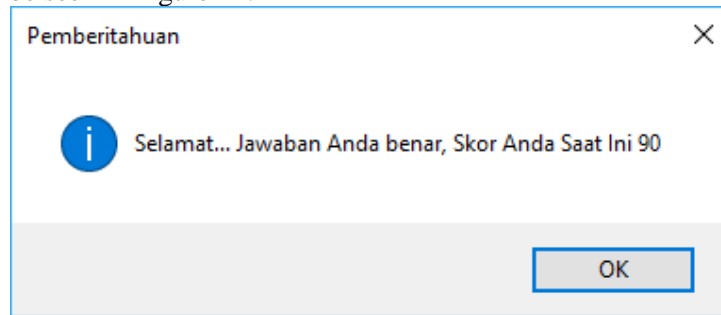 Pemberitahuan
Selamat... Jawaban Anda benar, Skor Anda Saat Ini 90
OK